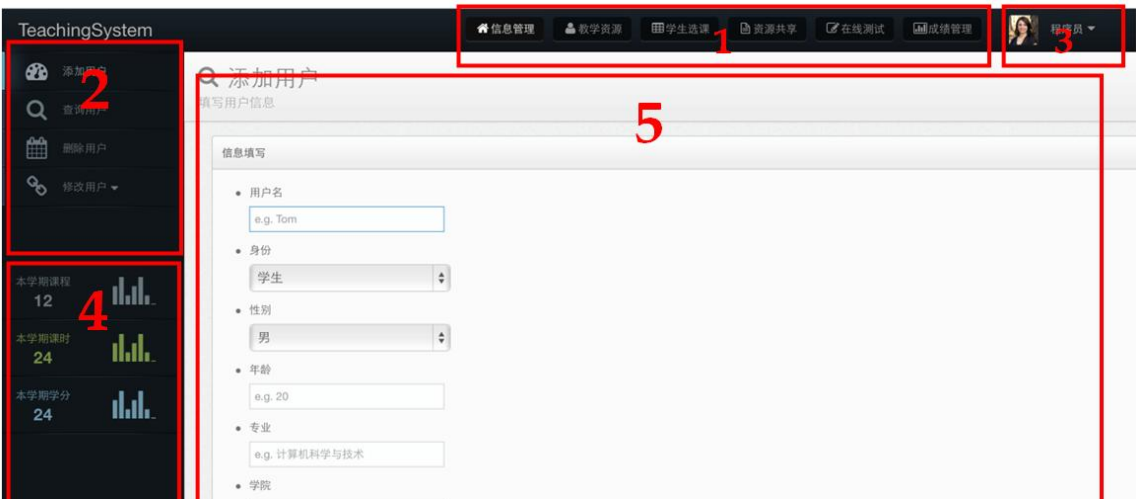 TeachingSystem
信息管理
教学资源
学生选课
资源共享
在线测试
成绩管理
1
程序员
3
添加用户
2
查询用户
删除用户
修改用户
添加用户
填写用户信息
5
信息填写
用户名
e.g. Tom
身份
学生
性别
男
年龄
e.g. 20
专业
e.g. 计算机科学与技术
学院
本学期课程
12
4
本学期课时
24
本学期学分
24